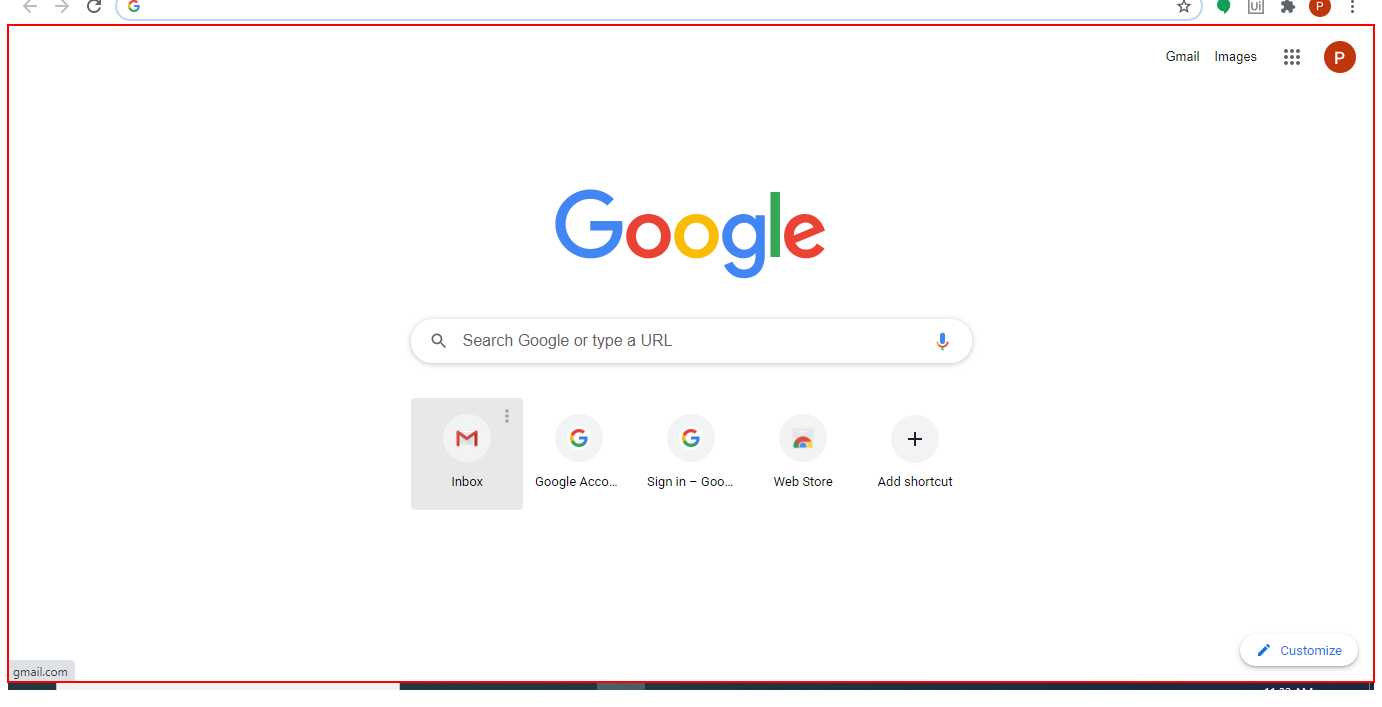 P
Gmail Images
P
Google
Search Google or type a URL
Inbox Google Acco... Sign in – Goo... Web Store Add shortcut
Customize
gmail.com